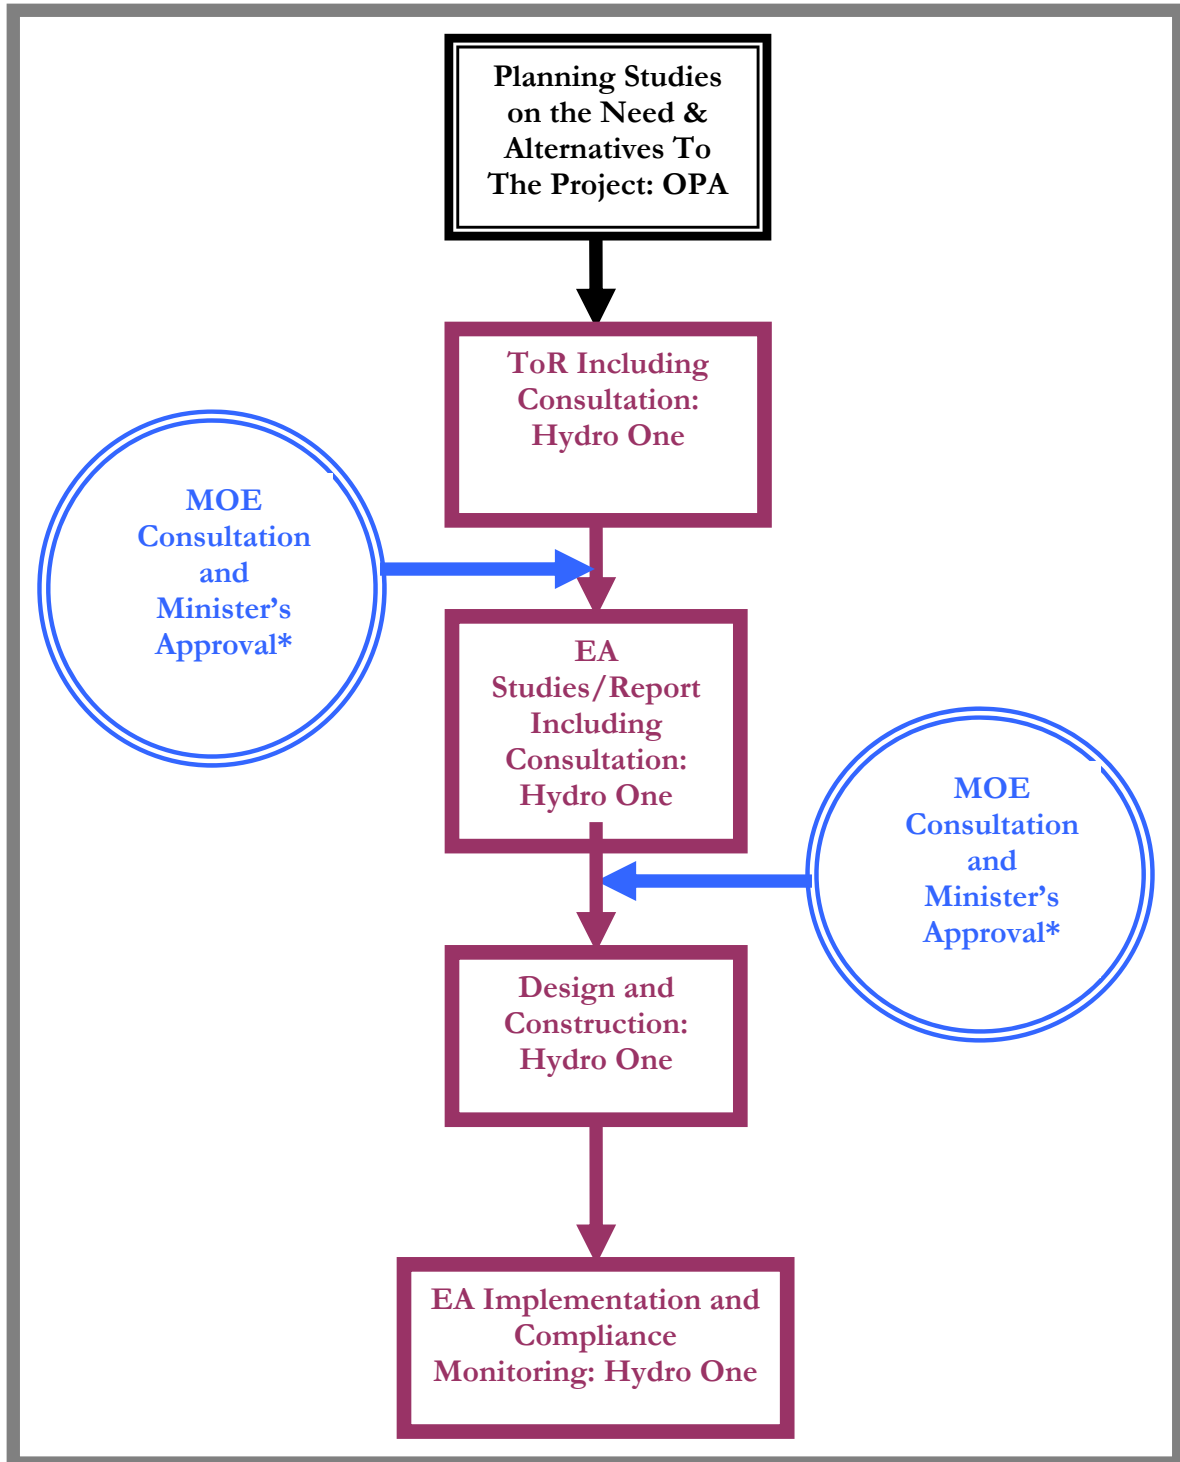 Planning Studies
on the Need &
Alternatives To
The Project: OPA
ToR Including
Consultation:
Hydro One
MOE
Consultation
and
Minister's
Approval*
EA
Studies/Report
Including
Consultation:
Hydro One
MOE
Consultation
and
Minister's
Approval*
Design and
Construction:
Hydro One
EA Implementation and
Compliance
Monitoring: Hydro One